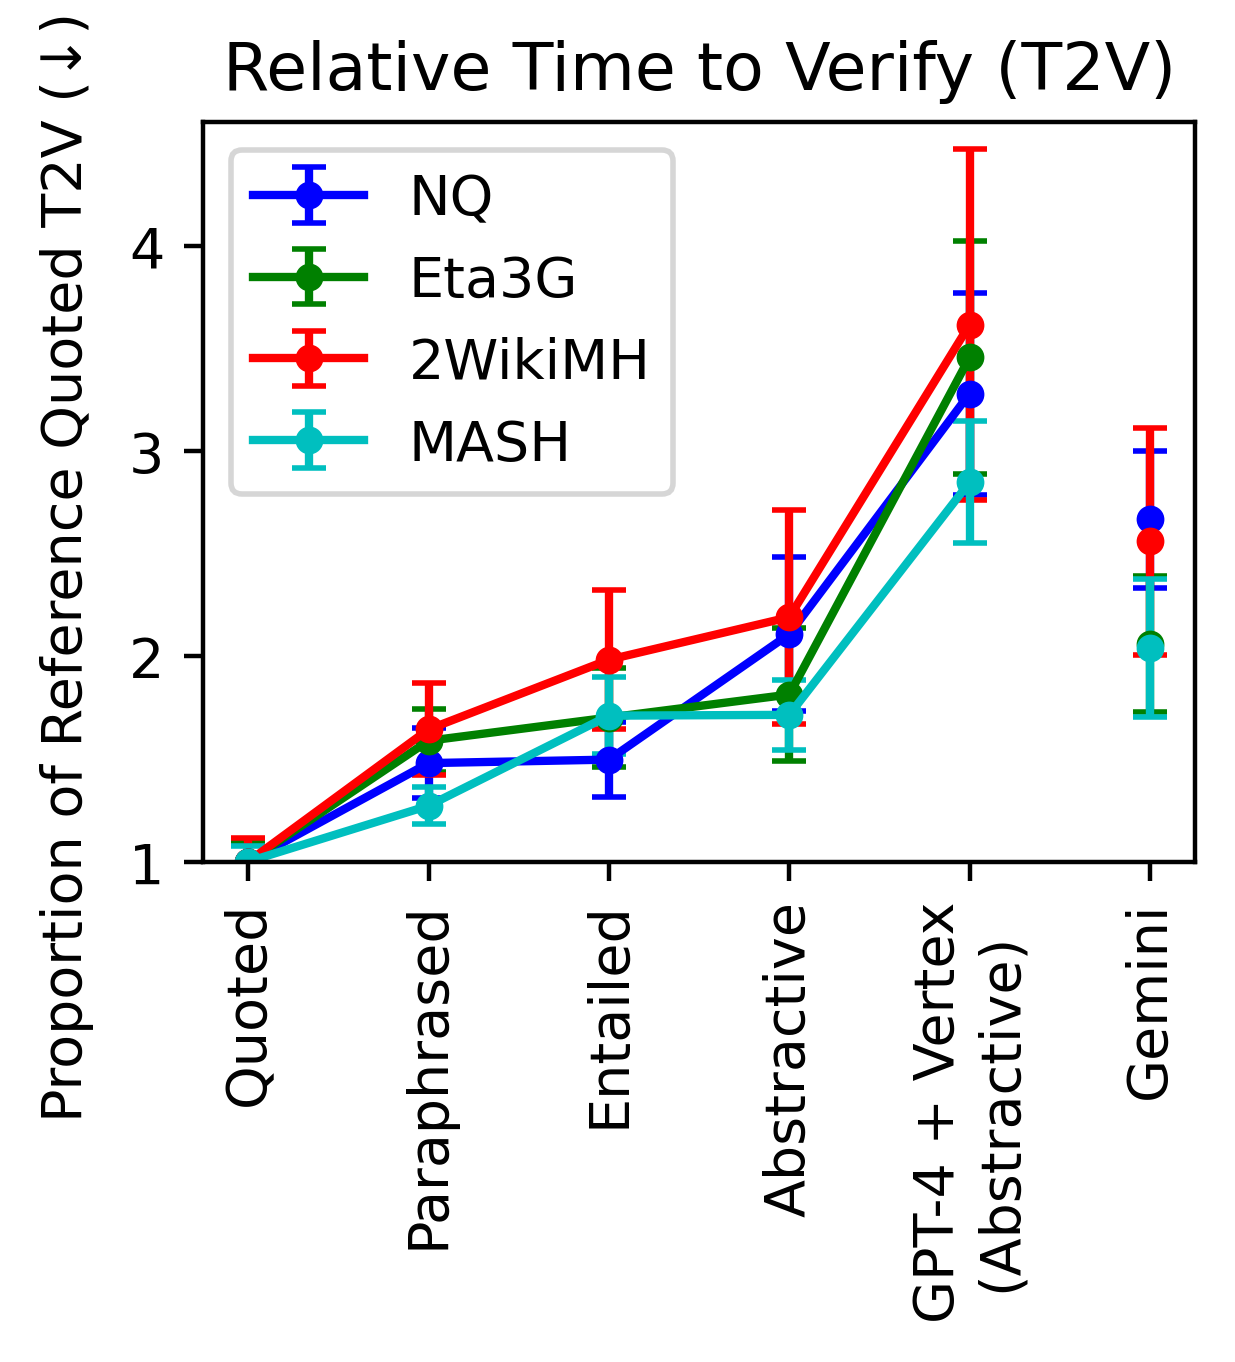 Relative Time to Verify (T2V)
Proportion of Reference Quoted T2V (↓)
NQ
Eta3G
2WikiMH
MASH
4
3
2
1
Quoted
Paraphrased
Entailed
Abstractive
GPT-4 + Vertex
(Abstractive)
Gemini